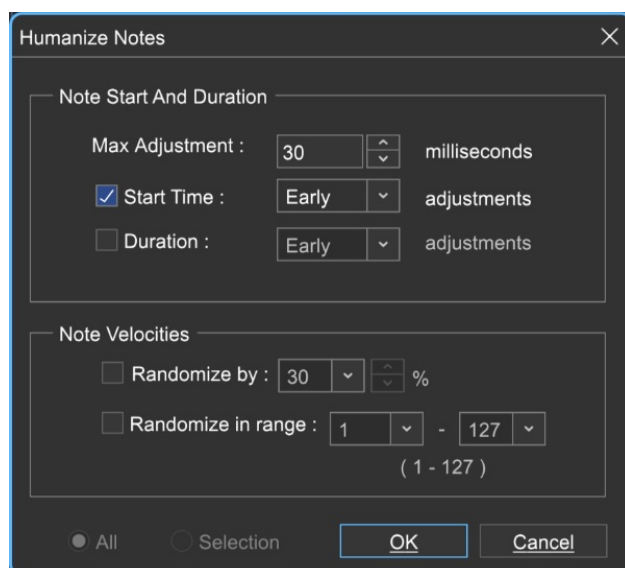 Humanize Notes
Note Start And Duration
Max Adjustment : 30 milliseconds
Start Time : Early adjustments
Duration : Early adjustments
Note Velocities
Randomize by : 30 %
Randomize in range : 1 - 127
( 1 - 127 )
All Selection OK Cancel